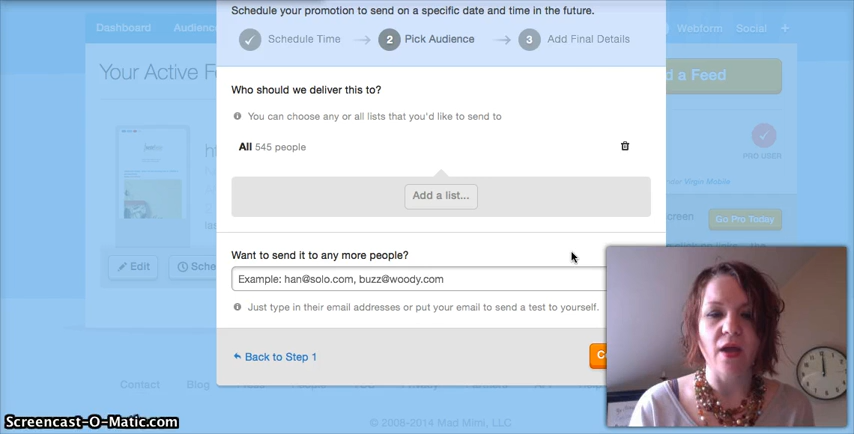 Schedule your promotion to send on a specific date and time in the future.
Dashboard
Webform Social +
Schedule Time
2 Pick Audience
3 Add Final Details
Your Active F
d a Feed
Who should we deliver this to?
You can choose any or all lists that you'd like to send to
All 545 people
PRO USER
Add a list...
Go Pro Today
Want to send it to any more people?
Edit
Example: han@solo.com, buzz@woody.com
Just type in their email addresses or put your email to send a test to yourself.
Back to Step 1
Contact Blog
© 2008-2014 Mad Mimi, LLC
Screencast-O-Matic.com